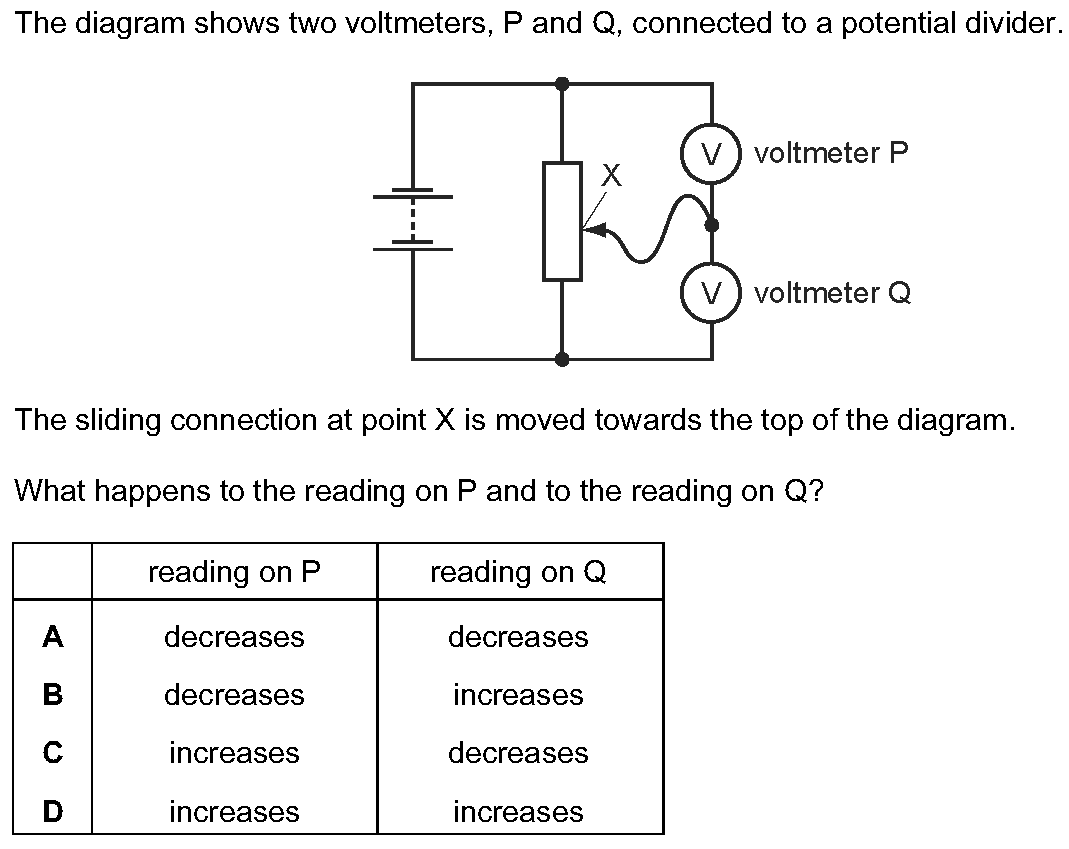 The diagram shows two voltmeters, P and Q, connected to a potential divider.
V voltmeter P
X
V voltmeter Q
The sliding connection at point X is moved towards the top of the diagram.
What happens to the reading on P and to the reading on Q?
reading on P reading on Q
A decreases decreases
B decreases increases
C increases decreases
D increases increases